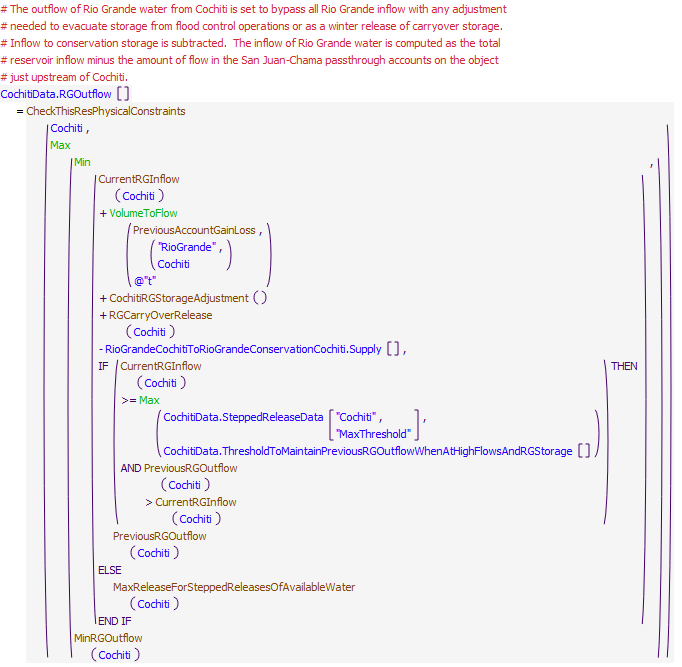 # The outflow of Rio Grande water from Cochiti is set to bypass all Rio Grande inflow with any adjustment
# needed to evacuate storage from flood control operations or as a winter release of carryover storage.
# Inflow to conservation storage is subtracted.  The inflow of Rio Grande water is computed as the total
# reservoir inflow minus the amount of flow in the San Juan-Chama passthrough accounts on the object
# just upstream of Cochiti.
CochitiData.RGOutflow []
= CheckThisResPhysicalConstraints
Cochiti ,
Max
Min ,
CurrentRGInflow
( Cochiti )
+ VolumeToFlow
PreviousAccountGainLoss ,
"RioGrande" ,
Cochiti
@"t"
+ CochitiRGStorageAdjustment ()
+ RGCarryOverRelease
( Cochiti )
- RioGrandeCochitiToRioGrandeConservationCochiti.Supply [] ,
IF CurrentRGInflow THEN
( Cochiti )
>= Max
CochitiData.SteppedReleaseData [ "Cochiti" , ] ,
"MaxThreshold"
CochitiData.ThresholdToMaintainPreviousRGOutflowWhenAtHighFlowsAndRGStorage []
AND PreviousRGOutflow
( Cochiti )
> CurrentRGInflow
( Cochiti )
PreviousRGOutflow
( Cochiti )
ELSE
MaxReleaseForSteppedReleasesOfAvailableWater
( Cochiti )
END IF
MinRGOutflow
( Cochiti )